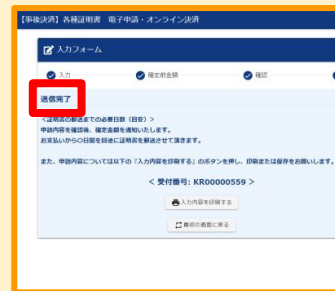 【事後決済】各種証明書 電子申請・オンライン決済
入力フォーム
入力
確定前金額
確認
送信完了
＜証明書の郵送までの必要日数（目安）＞
申請内容を確認後、確定金額を通知いたします。
お支払いから○日間を目途に証明書を郵送させて頂きます。
また、申請内容については以下の「入力内容を印刷する」のボタンを押し、印刷または保存をお願いします。
＜ 受付番号: KR00000559 ＞
入力内容を印刷する
最初の画面に戻る